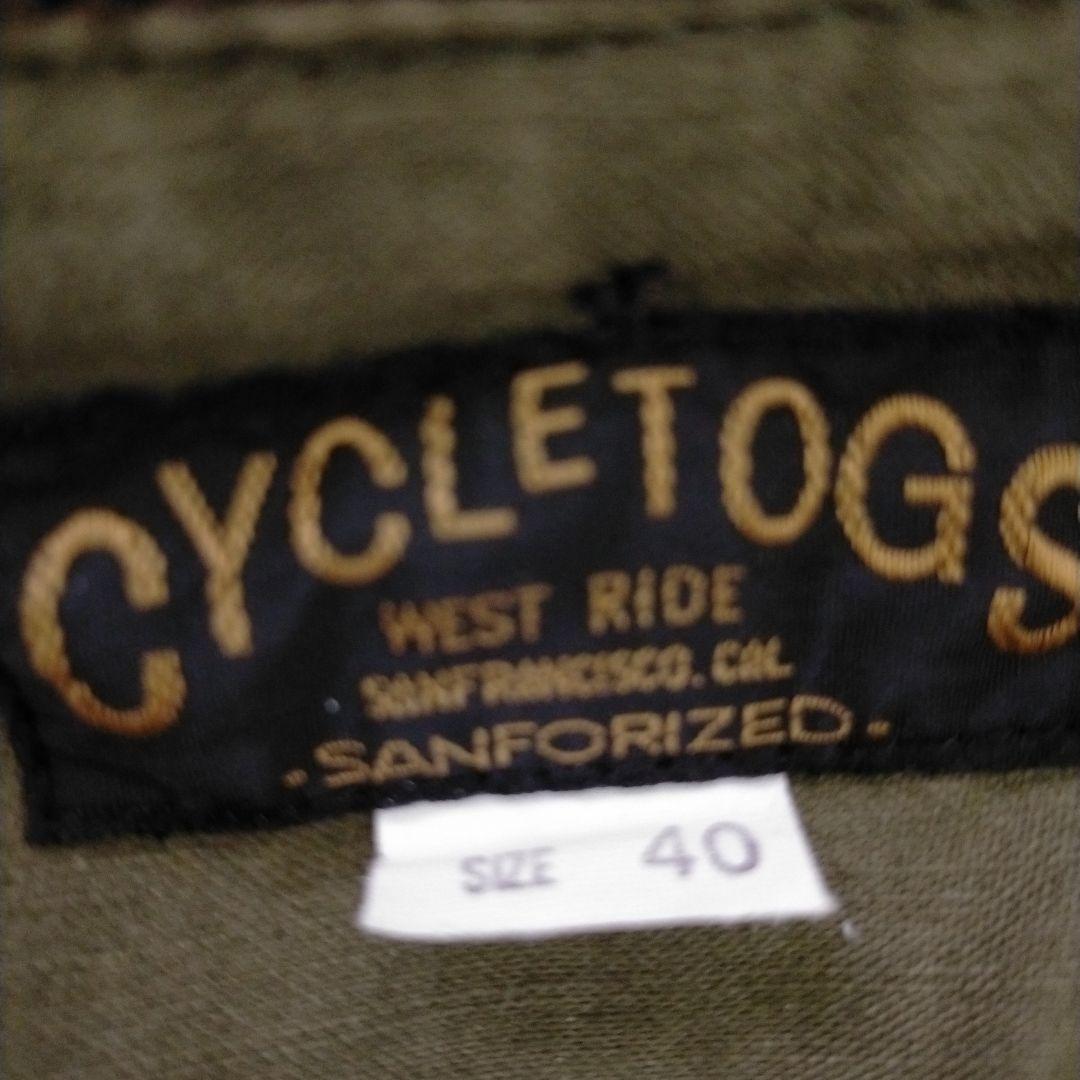 CYCLETOGS
WEST RIDE
SANFRANCISCO. CAL
-SANFORIZED-
SIZE 40